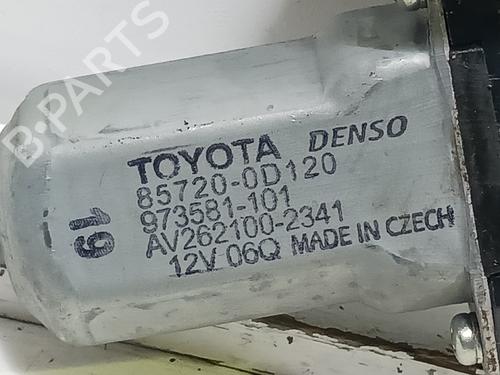 B-PARTS
TOYOTA DENSO
85720-0D120
973581-101
AV262100-2341
12V 06Q MADE IN CZECH
19